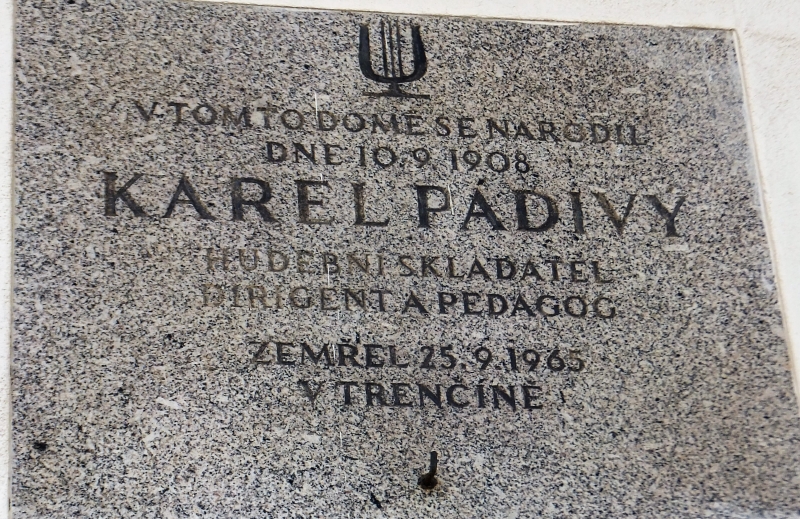 V TOMTO DOMĚ SE NARODIL
DNE 10.9.1908
KAREL PÁDIVÝ
HUDEBNÍ SKLADATEL
DIRIGENT A PEDAGOG
ZEMŘEL 25.9.1965
V TRENČÍNĚ